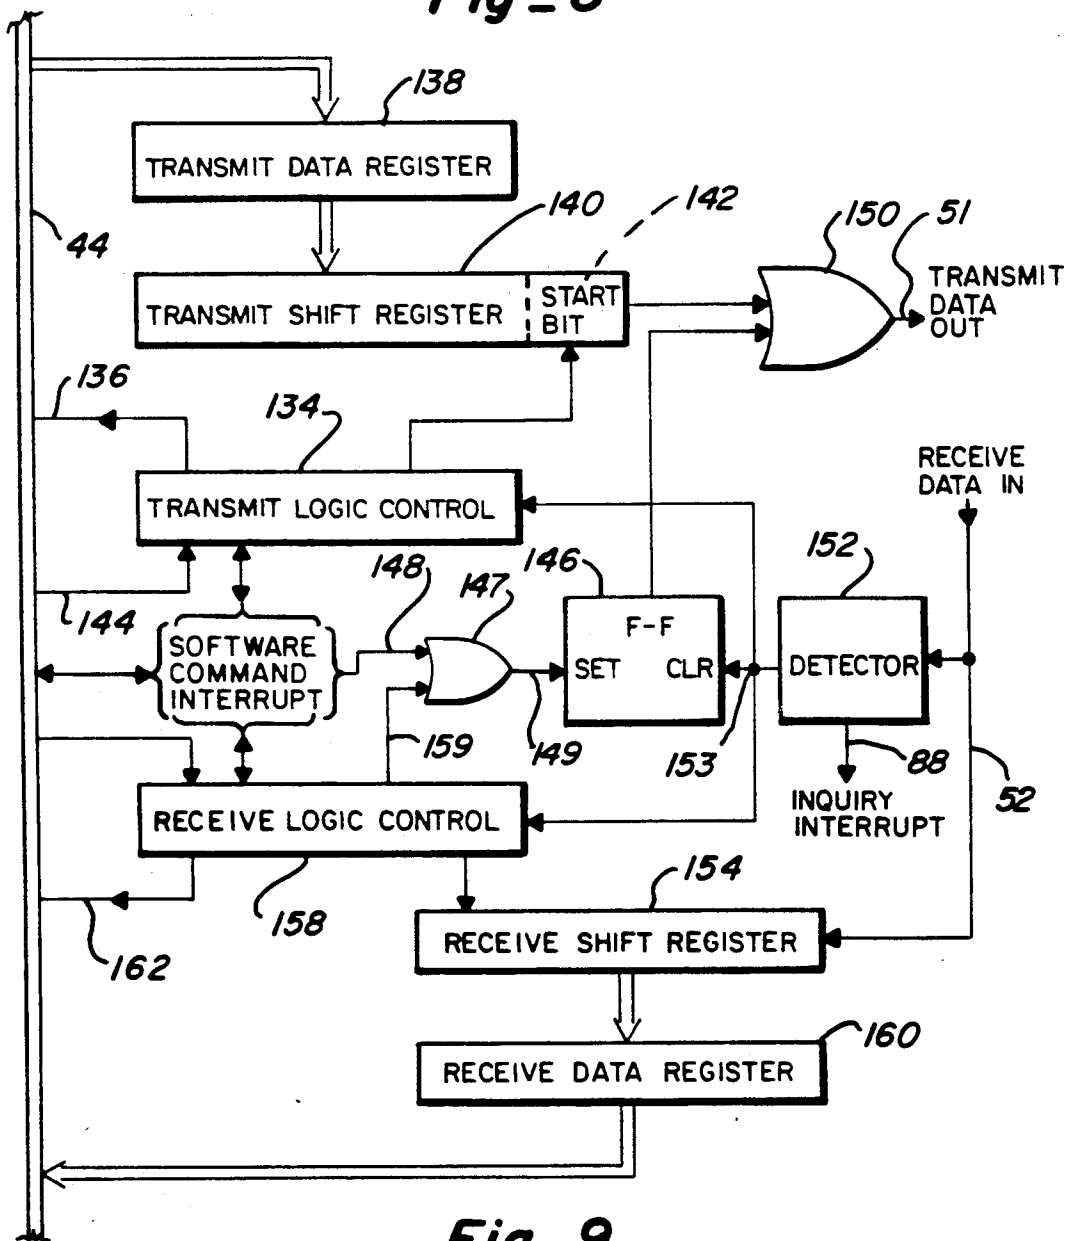 138
TRANSMIT DATA REGISTER
44
140
142
150
51
TRANSMIT
DATA
OUT
TRANSMIT SHIFT REGISTER
START
BIT
136
134
RECEIVE
DATA IN
TRANSMIT LOGIC CONTROL
144
148
147
146
152
SOFTWARE
COMMAND
INTERRUPT
F-F
SET CLR
DETECTOR
159
149
153
88
52
INQUIRY
INTERRUPT
RECEIVE LOGIC CONTROL
158
162
154
RECEIVE SHIFT REGISTER
160
RECEIVE DATA REGISTER